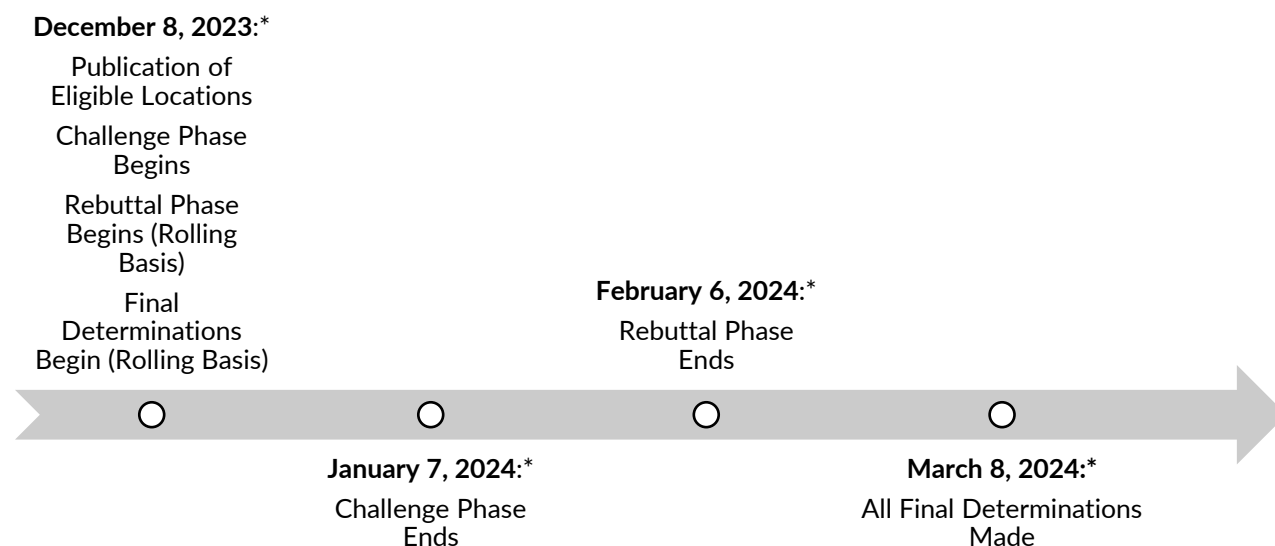 December 8, 2023:*
Publication of
Eligible Locations
Challenge Phase
Begins
Rebuttal Phase
Begins (Rolling
Basis)
Final
Determinations
Begin (Rolling Basis)
January 7, 2024:*
Challenge Phase
Ends
February 6, 2024:*
Rebuttal Phase
Ends
March 8, 2024:*
All Final Determinations
Made